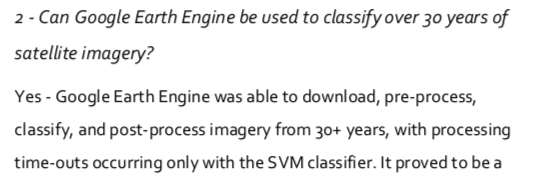 2 - Can Google Earth Engine be used to classify over 30 years of
satellite imagery?
Yes - Google Earth Engine was able to download, pre-process,
classify, and post-process imagery from 30+ years, with processing
time-outs occurring only with the SVM classifier. It proved to be a